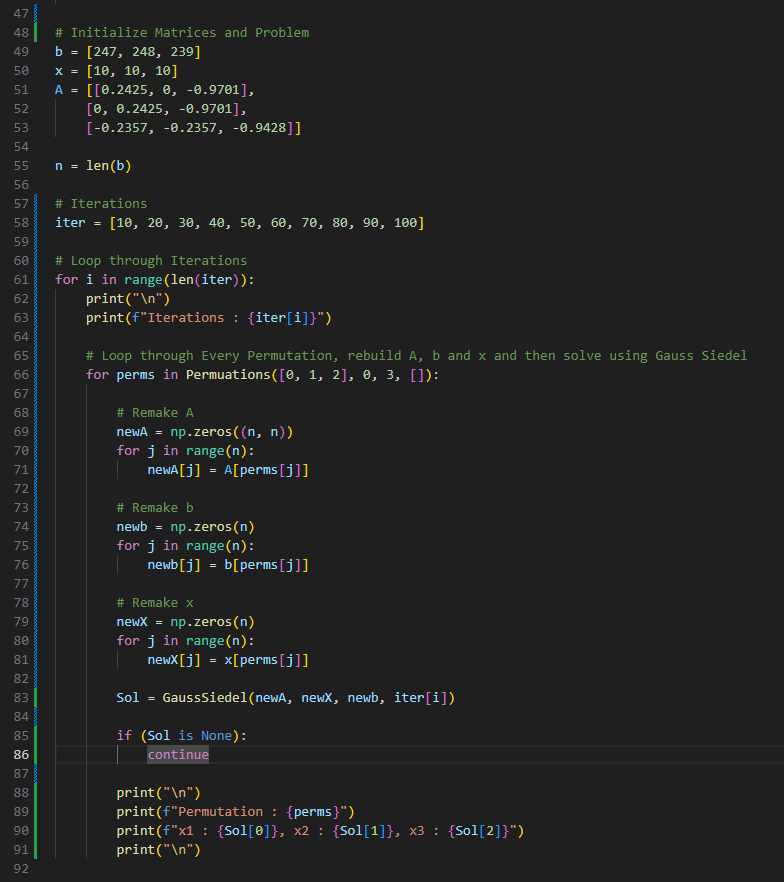 47
48 # Initialize Matrices and Problem
49 b = [247, 248, 239]
50 x = [10, 10, 10]
51 A = [[0.2425, 0, -0.9701],
52     [0, 0.2425, -0.9701],
53     [-0.2357, -0.2357, -0.9428]]
54
55 n = len(b)
56
57 # Iterations
58 iter = [10, 20, 30, 40, 50, 60, 70, 80, 90, 100]
59
60 # Loop through Iterations
61 for i in range(len(iter)):
62     print("\n")
63     print(f"Iterations : {iter[i]}")
64
65     # Loop through Every Permutation, rebuild A, b and x and then solve using Gauss Siedel
66     for perms in Permuations([0, 1, 2], 0, 3, []):
67
68         # Remake A
69         newA = np.zeros((n, n))
70         for j in range(n):
71             newA[j] = A[perms[j]]
72
73         # Remake b
74         newb = np.zeros(n)
75         for j in range(n):
76             newb[j] = b[perms[j]]
77
78         # Remake x
79         newX = np.zeros(n)
80         for j in range(n):
81             newX[j] = x[perms[j]]
82
83         Sol = GaussSiedel(newA, newX, newb, iter[i])
84
85         if (Sol is None):
86             continue
87
88         print("\n")
89         print(f"Permutation : {perms}")
90         print(f"x1 : {Sol[0]}, x2 : {Sol[1]}, x3 : {Sol[2]}")
91         print("\n")
92